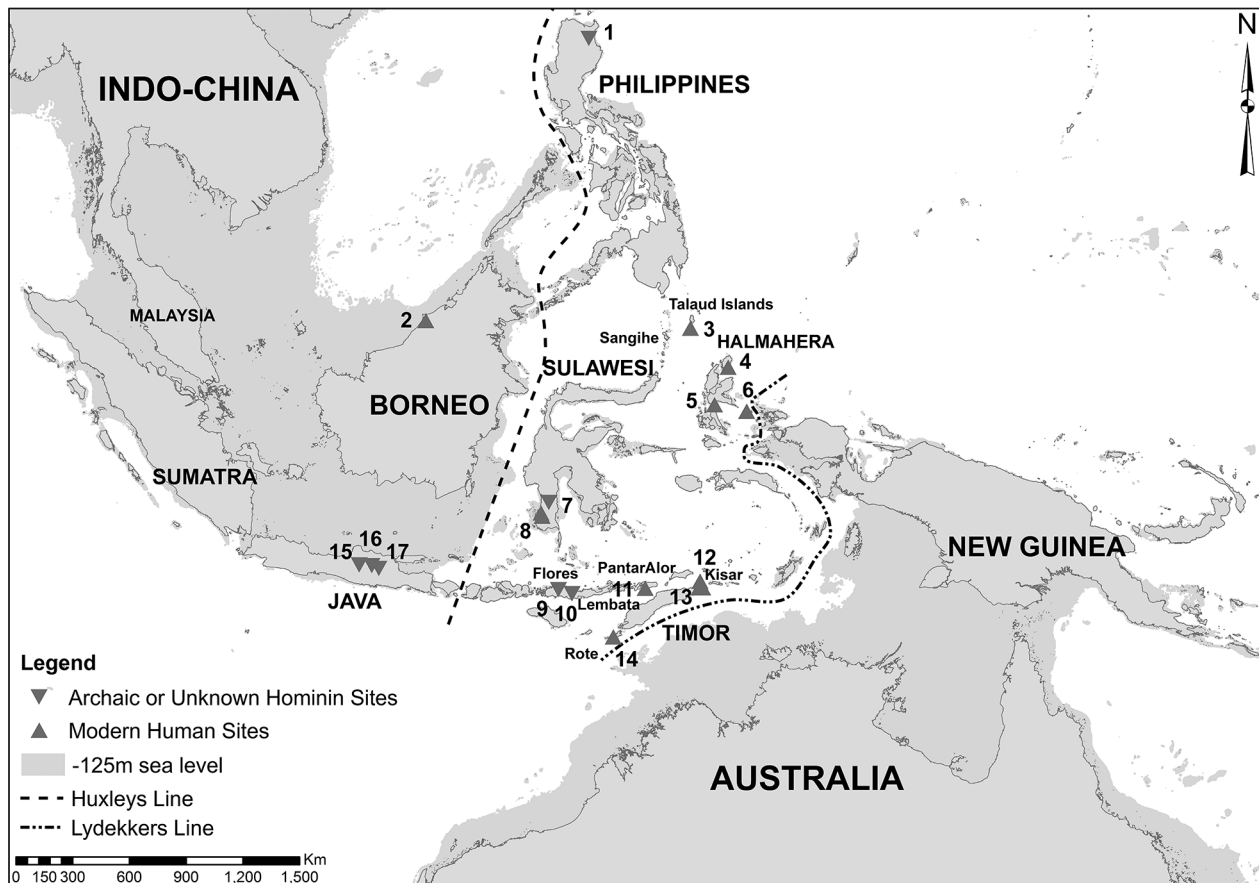 N
1
PHILIPPINES
INDO-CHINA
Talaud Islands
MALAYSIA
2
3
Sangihe
HALMAHERA
SULAWESI
4
6
BORNEO
5
SUMATRA
7
8
NEW GUINEA
16
15
17
12
PantarAlor
Flores
Kisar
11
13
JAVA
9
10
Lembata
TIMOR
Rote
14
Legend
Archaic or Unknown Hominin Sites
Modern Human Sites
-125m sea level
AUSTRALIA
Huxleys Line
Lydekkers Line
Km
0 150 300 600 900 1,200 1,500